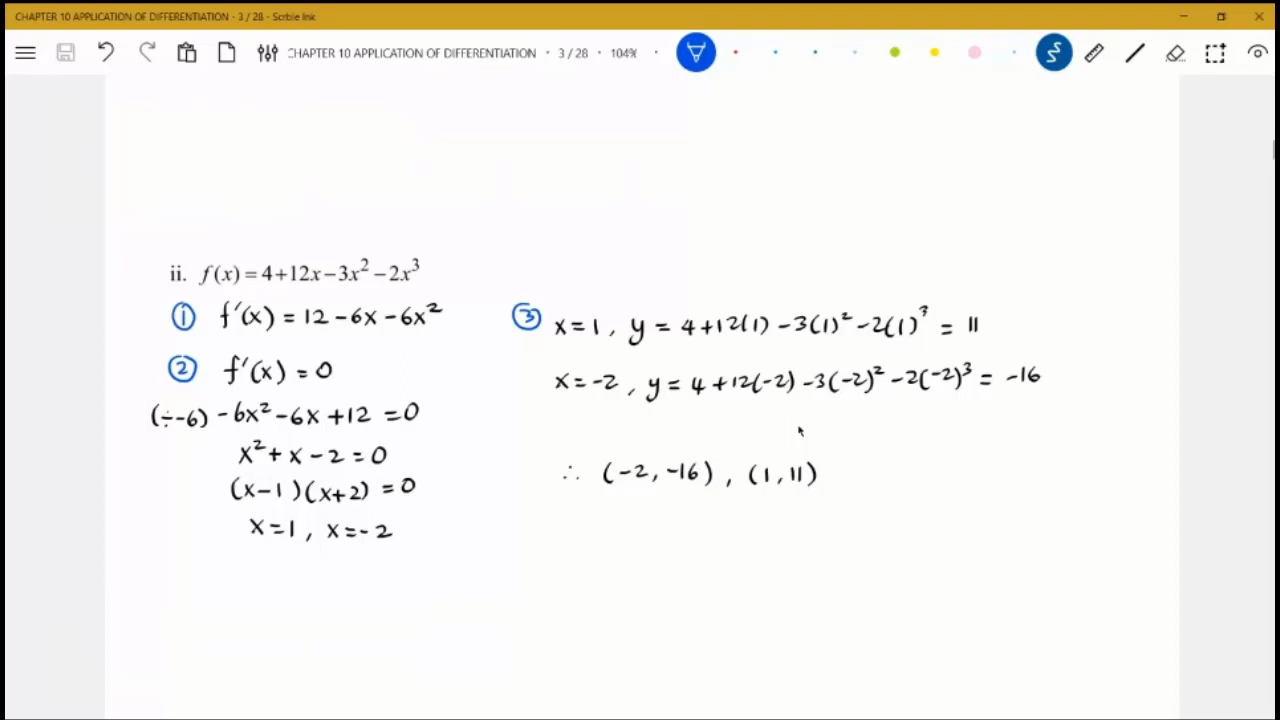 CHAPTER 10 APPLICATION OF DIFFERENTIATION - 3 / 28 - Scrble Ink
CHAPTER 10 APPLICATION OF DIFFERENTIATION • 3 / 28 • 104% •
ii. f(x) = 4+12x−3x² −2x³
① f'(x) = 12 − 6x − 6x²
② f'(x) = 0
(÷−6) −6x² − 6x + 12 = 0
x² + x − 2 = 0
(x−1)(x+2) = 0
x=1, x=−2
③ x=1, y = 4+12(1) −3(1)² −2(1)³ = 11
x=−2, y = 4 + 12(−2) −3(−2)² −2(−2)³ = −16
∴ (−2, −16), (1, 11)